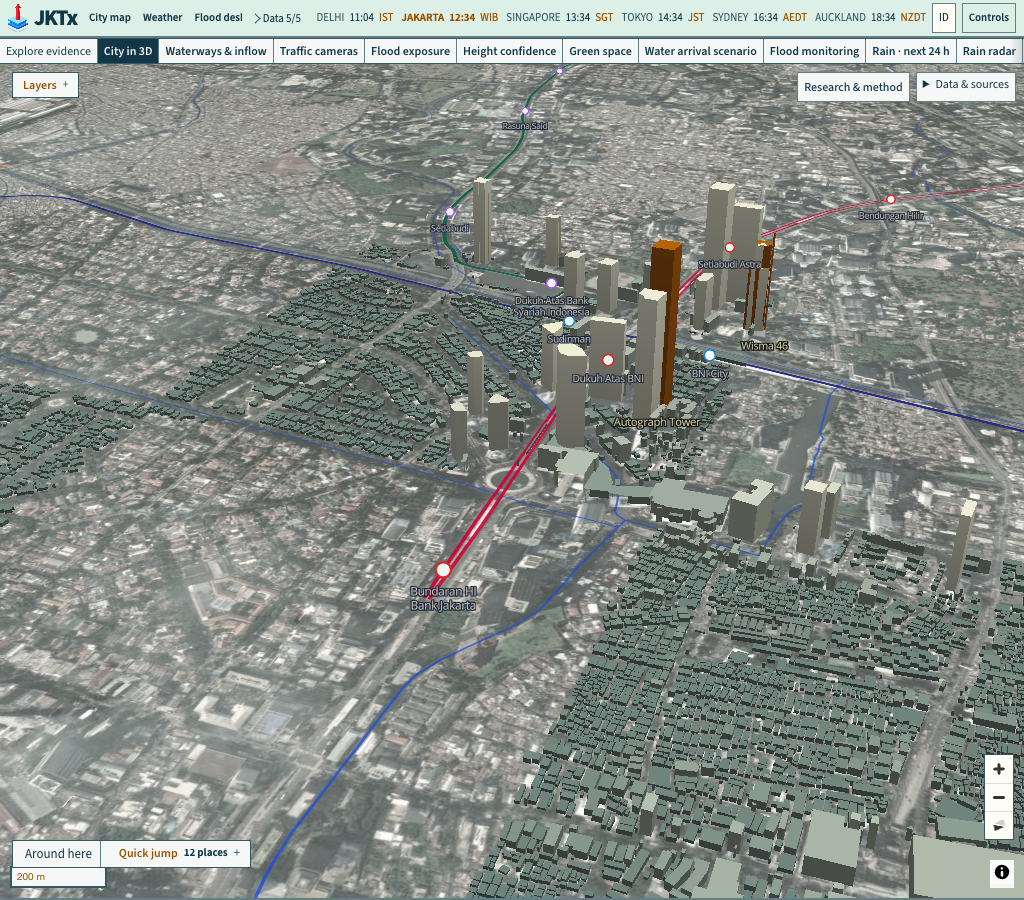 JKTx
City map
Weather
Flood desk
Data 5/5
DELHI 11:04 IST
JAKARTA 12:34 WIB
SINGAPORE 13:34 SGT
TOKYO 14:34 JST
SYDNEY 16:34 AEDT
AUCKLAND 18:34 NZDT
ID
Controls
Explore evidence
City in 3D
Waterways & inflow
Traffic cameras
Flood exposure
Height confidence
Green space
Water arrival scenario
Flood monitoring
Rain · next 24 h
Rain radar
Layers +
Research & method
Data & sources
Rasuna Said
Setiabudi
Bendungan Hilir
Setiabudi Astra
Dukuh Atas Bank
Syariah Indonesia
Sudirman
Wisma 46
BNI City
Dukuh Atas BNI
Autograph Tower
Bundaran HI
Bank Jakarta
+
−
Around here
Quick jump 12 places +
200 m